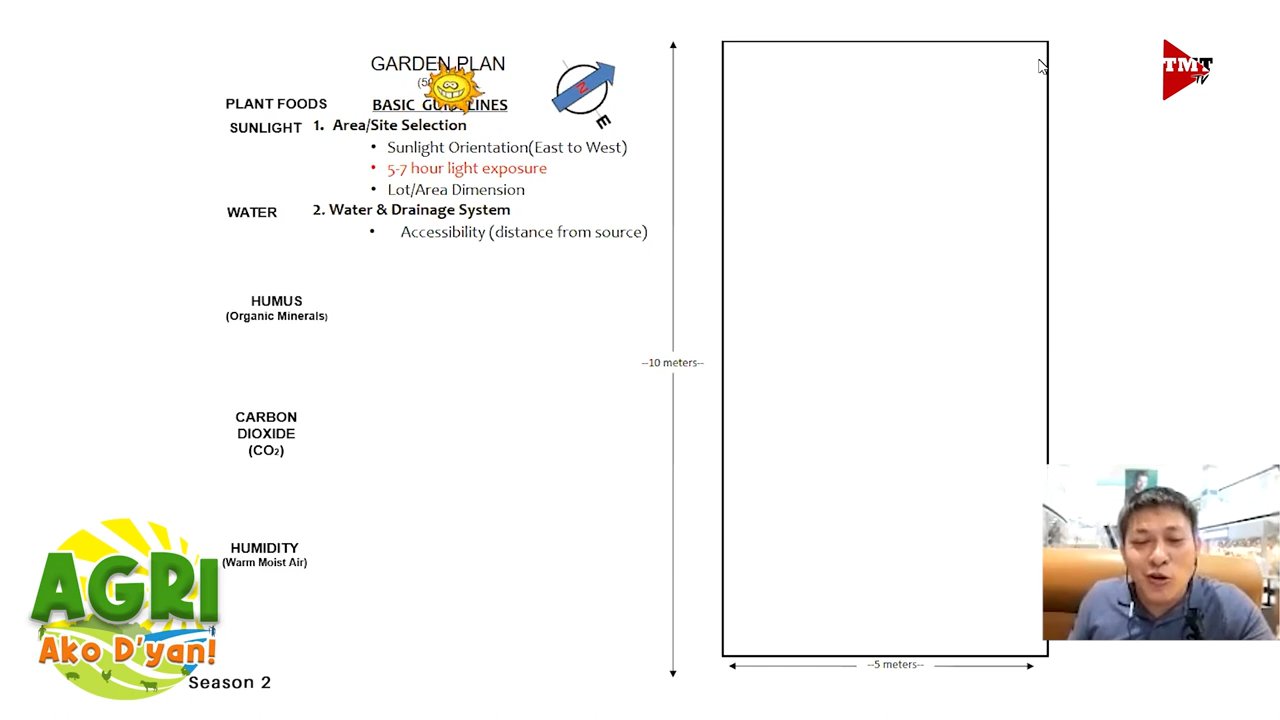 GARDEN PLAN
BASIC GUIDELINES
N
E
PLANT FOODS
SUNLIGHT
1. Area/Site Selection
• Sunlight Orientation(East to West)
• 5-7 hour light exposure
• Lot/Area Dimension
WATER
2. Water & Drainage System
• Accessibility (distance from source)
HUMUS
(Organic Minerals)
CARBON
DIOXIDE
(CO₂)
HUMIDITY
(Warm Moist Air)
--10 meters--
--5 meters--
TMT
TV
AGRI
Ako D'yan!
Season 2